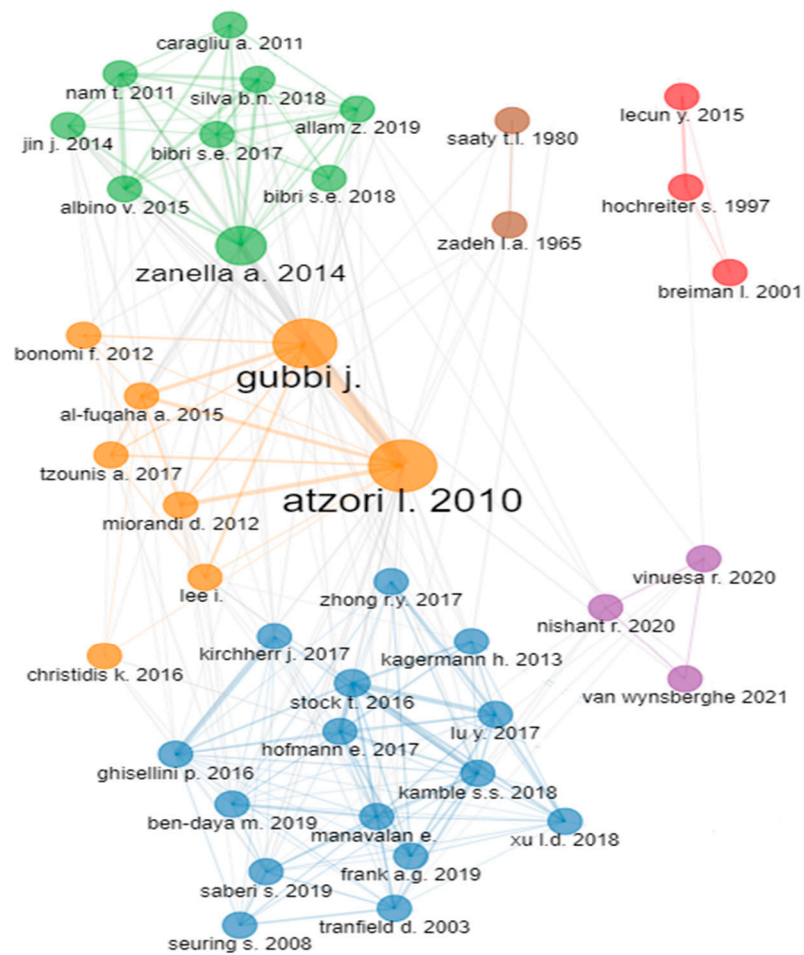 caragliu a. 2011
nam t. 2011
silva b.n. 2018
lecun y. 2015
allam z. 2019
saaty t.l. 1980
jin j. 2014
bibri s.e. 2017
bibri s.e. 2018
hochreiter s. 1997
albino v. 2015
zadeh l.a. 1965
zanella a. 2014
breiman l. 2001
bonomi f. 2012
gubbi j.
al-fuqaha a. 2015
tzounis a. 2017
atzori l. 2010
miorandi d. 2012
vinuesa r. 2020
lee i.
zhong r.y. 2017
nishant r. 2020
kirchherr j. 2017
kagermann h. 2013
christidis k. 2016
van wynsberghe 2021
stock t. 2016
lu y. 2017
hofmann e. 2017
ghisellini p. 2016
kamble s.s. 2018
ben-daya m. 2019
manavalan e.
xu l.d. 2018
frank a.g. 2019
saberi s. 2019
tranfield d. 2003
seuring s. 2008